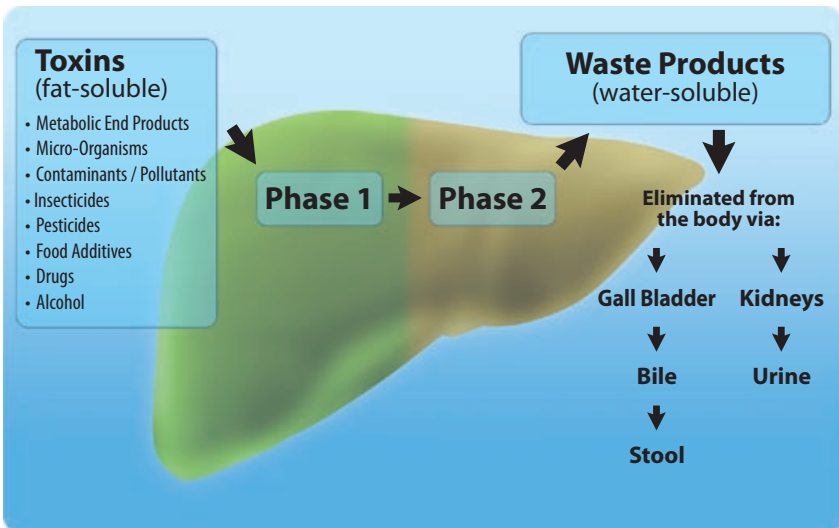 Toxins
(fat-soluble)
• Metabolic End Products
• Micro-Organisms
• Contaminants / Pollutants
• Insecticides
• Pesticides
• Food Additives
• Drugs
• Alcohol
Phase 1
Phase 2
Waste Products
(water-soluble)
Eliminated from
the body via:
Gall Bladder
Bile
Stool
Kidneys
Urine